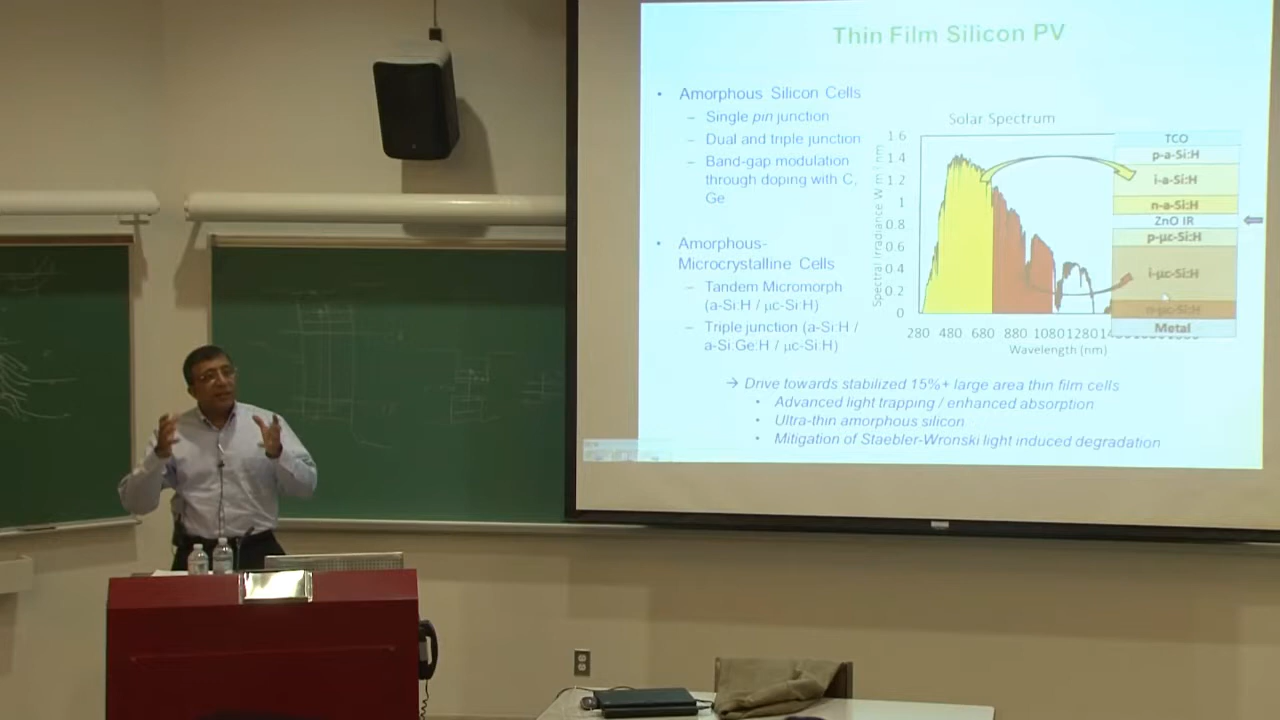 Thin Film Silicon PV
• Amorphous Silicon Cells
– Single pin junction
– Dual and triple junction
– Band-gap modulation
through doping with C,
Ge
• Amorphous-
Microcrystalline Cells
– Tandem Micromorph
(a-Si:H / µc-Si:H)
– Triple junction (a-Si:H /
a-Si:Ge:H / µc-Si:H)
Solar Spectrum
Spectral Irradiance W m
1.6
1.4
1.2
1
0.8
0.6
0.4
0.2
0
280 480 680 880 1080 1280
Wavelength (nm)
TCO
p-a-Si:H
i-a-Si:H
n-a-Si:H
ZnO IR
p-µc-Si:H
i-µc-Si:H
n-µc-Si:H
Metal
→ Drive towards stabilized 15%+ large area thin film cells
• Advanced light trapping / enhanced absorption
• Ultra-thin amorphous silicon
• Mitigation of Staebler-Wronski light induced degradation